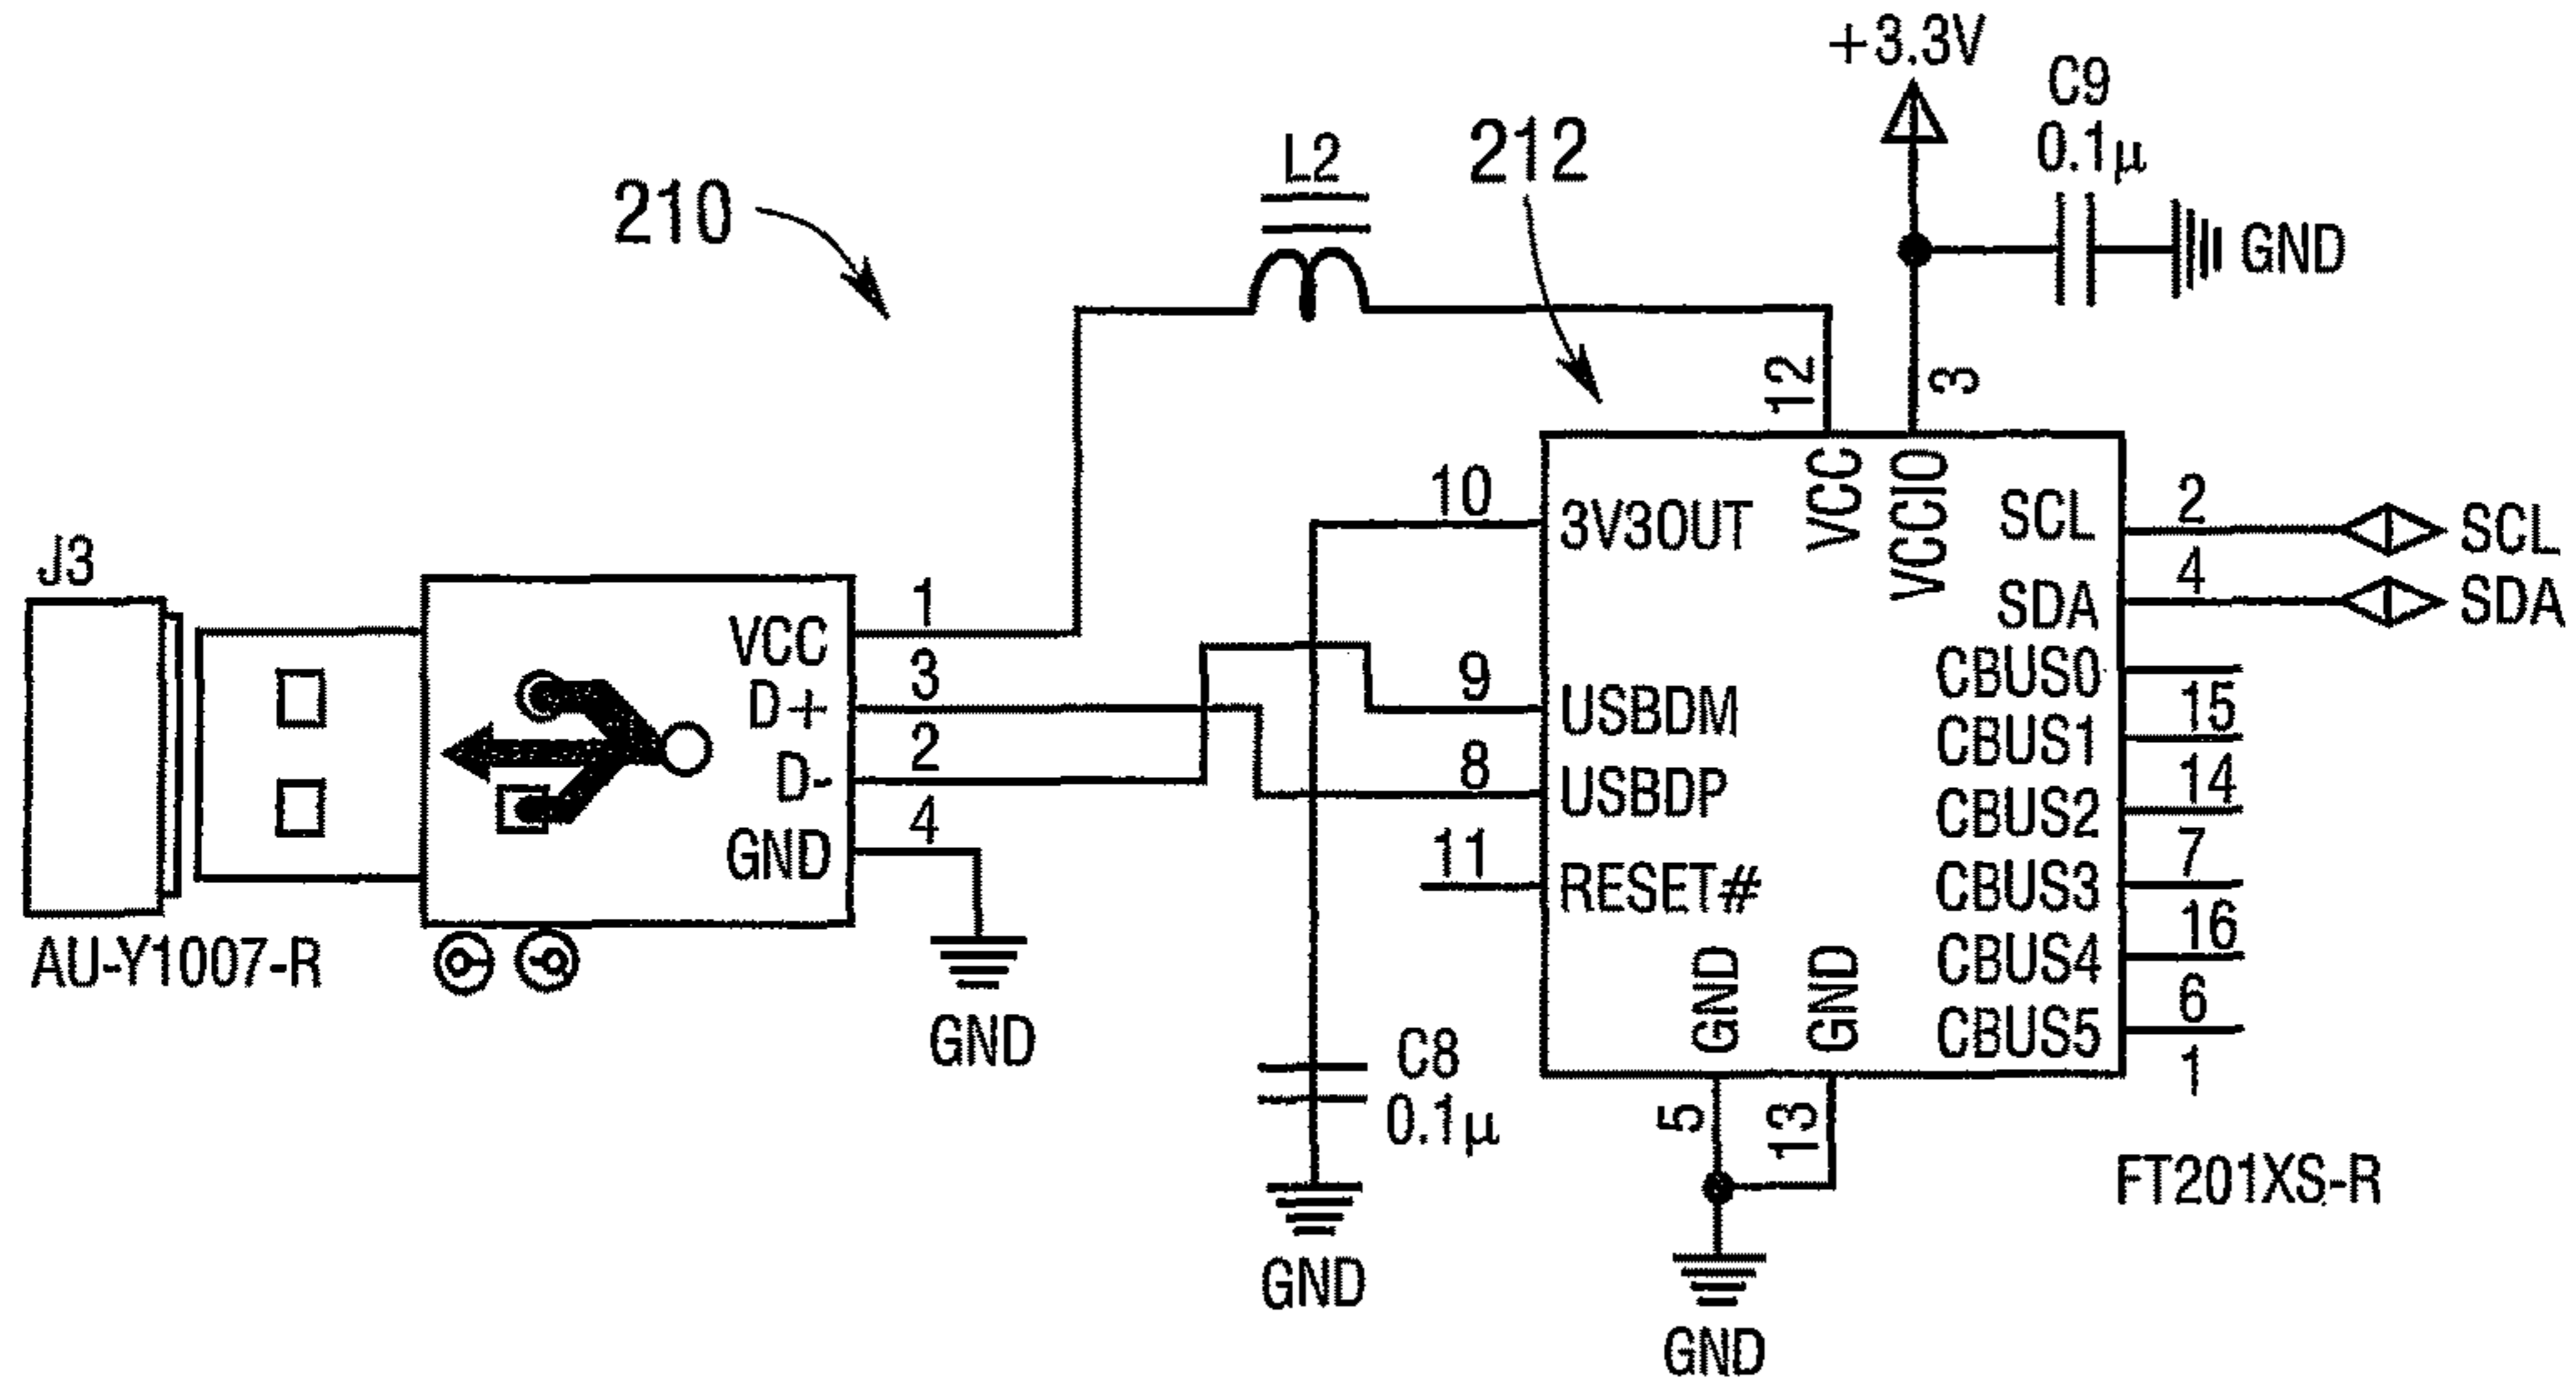 +3.3V
C9
0.1µ
GND
L2
212
210
12
3
10
3V3OUT
VCC
VCCIO
SCL
2
SCL
SDA
4
SDA
J3
VCC
1
D+
3
D-
2
GND
4
GND
AU-Y1007-R
9
USBDM
8
USBDP
11
RESET#
CBUS0
15
CBUS1
14
CBUS2
7
CBUS3
16
CBUS4
6
CBUS5
1
GND
GND
5
13
C8
0.1µ
GND
GND
FT201XS-R